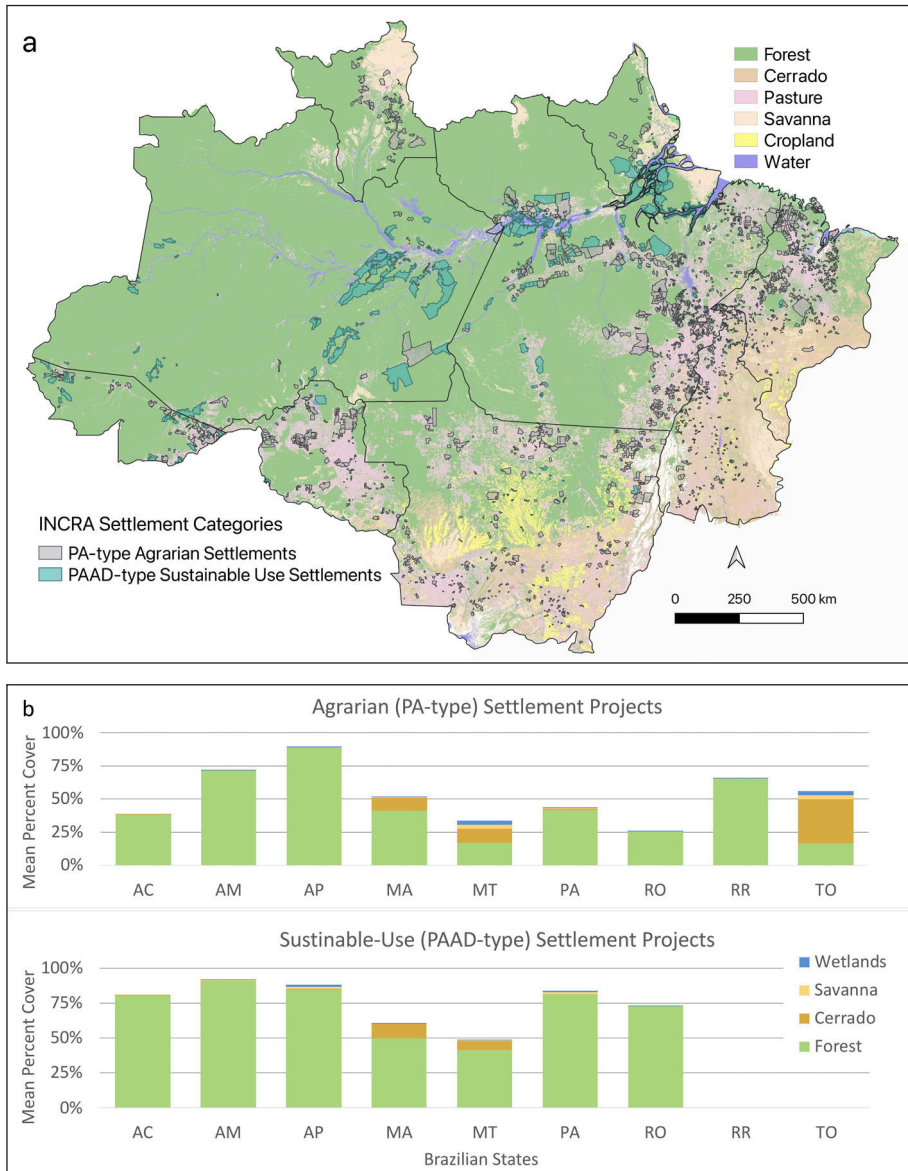 a
Forest
Cerrado
Pasture
Savanna
Cropland
Water
INCRA Settlement Categories
PA-type Agrarian Settlements
PAAD-type Sustainable Use Settlements
0 250 500 km
b
Agrarian (PA-type) Settlement Projects
Mean Percent Cover
100%
75%
50%
25%
0%
AC AM AP MA MT PA RO RR TO
Sustinable-Use (PAAD-type) Settlement Projects
Mean Percent Cover
100%
75%
50%
25%
0%
Wetlands
Savanna
Cerrado
Forest
AC AM AP MA MT PA RO RR TO
Brazilian States